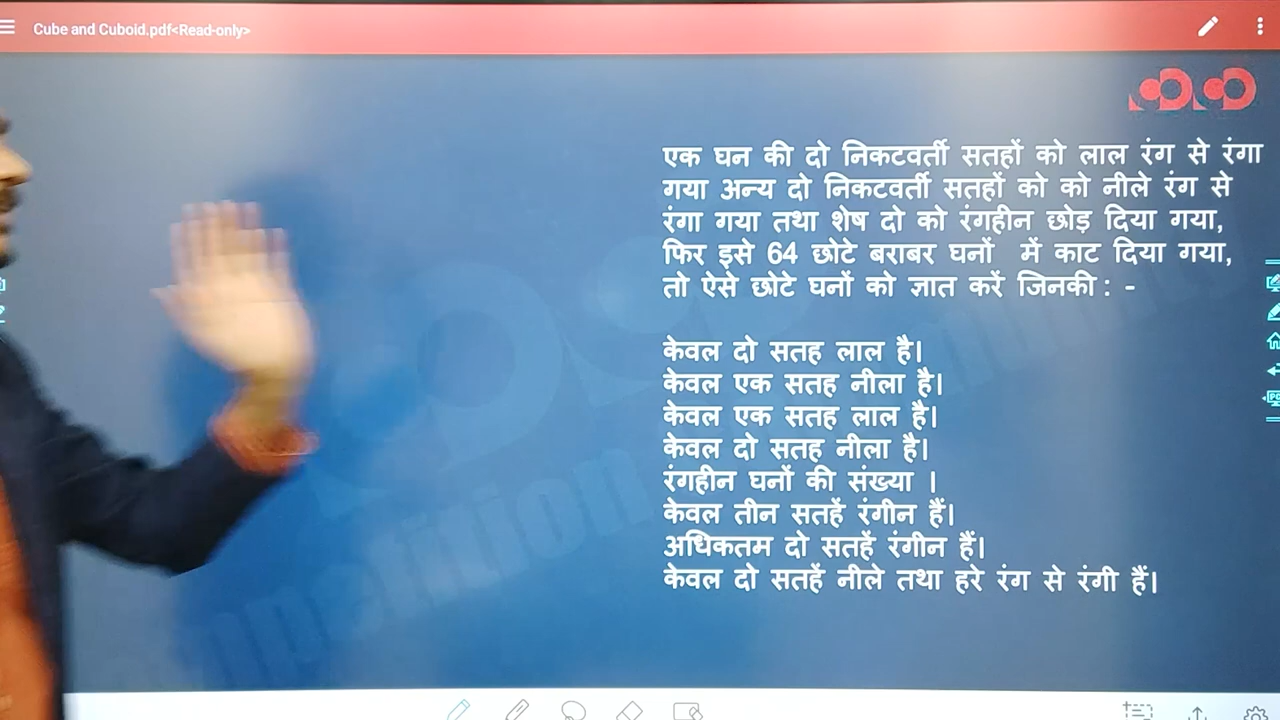 Cube and Cuboid.pdf<Read-only>
एक घन की दो निकटवर्ती सतहों को लाल रंग से रंगा
गया अन्य दो निकटवर्ती सतहों को को नीले रंग से
रंगा गया तथा शेष दो को रंगहीन छोड़ दिया गया,
फिर इसे 64 छोटे बराबर घनों में काट दिया गया,
तो ऐसे छोटे घनों को ज्ञात करें जिनकी : -
केवल दो सतह लाल है।
केवल एक सतह नीला है।
केवल एक सतह लाल है।
केवल दो सतह नीला है।
रंगहीन घनों की संख्या ।
केवल तीन सतहें रंगीन हैं।
अधिकतम दो सतहें रंगीन हैं।
केवल दो सतहें नीले तथा हरे रंग से रंगी हैं।